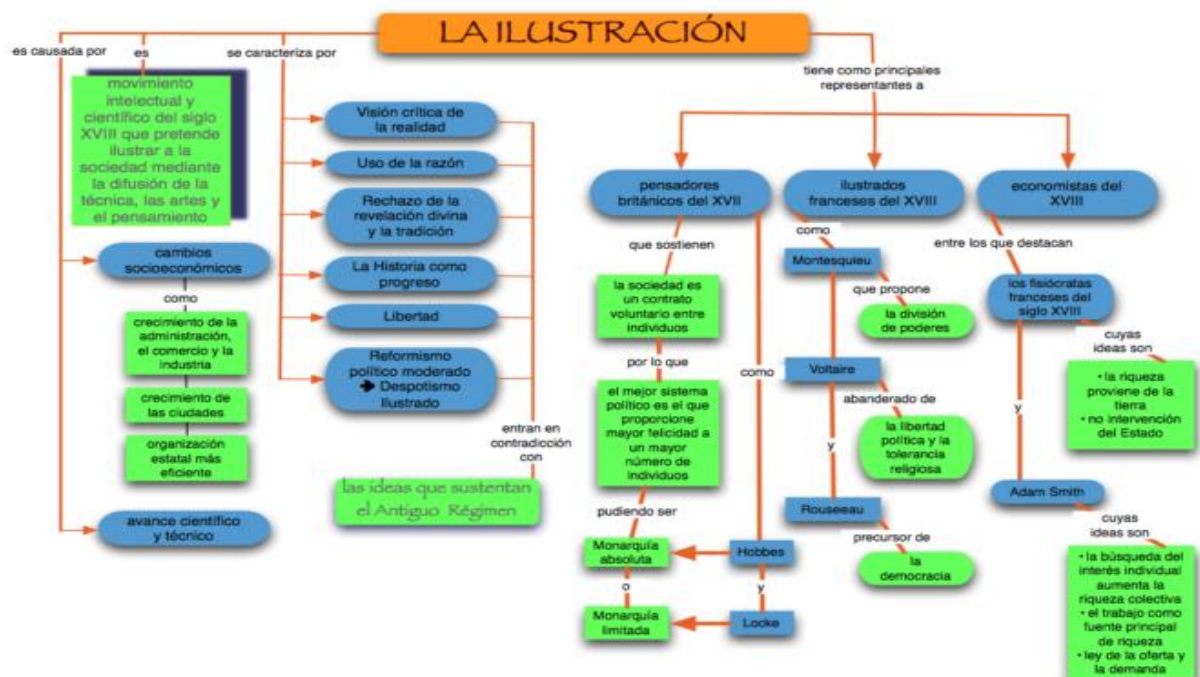 LA ILUSTRACIÓN
es causada por
es
se caracteriza por
tiene como principales
representantes a
movimiento
intelectual y
científico del siglo
XVIII que pretende
ilustrar a la
sociedad mediante
la difusión de la
técnica, las artes y
el pensamiento
cambios
socioeconómicos
como
crecimiento de la
administración,
el comercio y la
industria
crecimiento de
las ciudades
organización
estatal más
eficiente
avance científico
y técnico
Visión crítica de
la realidad
Uso de la razón
Rechazo de la
revelación divina
y la tradición
La Historia como
progreso
Libertad
Reformismo
político moderado
➔ Despotismo
Ilustrado
entran en
contradicción
con
las ideas que sustentan
el Antiguo Régimen
pensadores
británicos del XVII
que sostienen
la sociedad es
un contrato
voluntario entre
individuos
por lo que
el mejor sistema
político es el que
proporcione
mayor felicidad a
un mayor
número de
individuos
pudiendo ser
Monarquía
absoluta
o
Monarquía
limitada
como
Hobbes
y
Locke
ilustrados
franceses del XVIII
como
Montesquieu
que propone
la división
de poderes
Voltaire
abanderado de
la libertad
política y la
tolerancia
religiosa
y
Rouseeau
precursor de
la
democracia
economistas del
XVIII
entre los que destacan
los fisiócratas
franceses del
siglo XVIII
cuyas
ideas son
• la riqueza
proviene de la
tierra
• no intervención
del Estado
y
Adam Smith
cuyas
ideas son
• la búsqueda del
interés individual
aumenta la
riqueza colectiva
• el trabajo como
fuente principal
de riqueza
• ley de la oferta y
la demanda